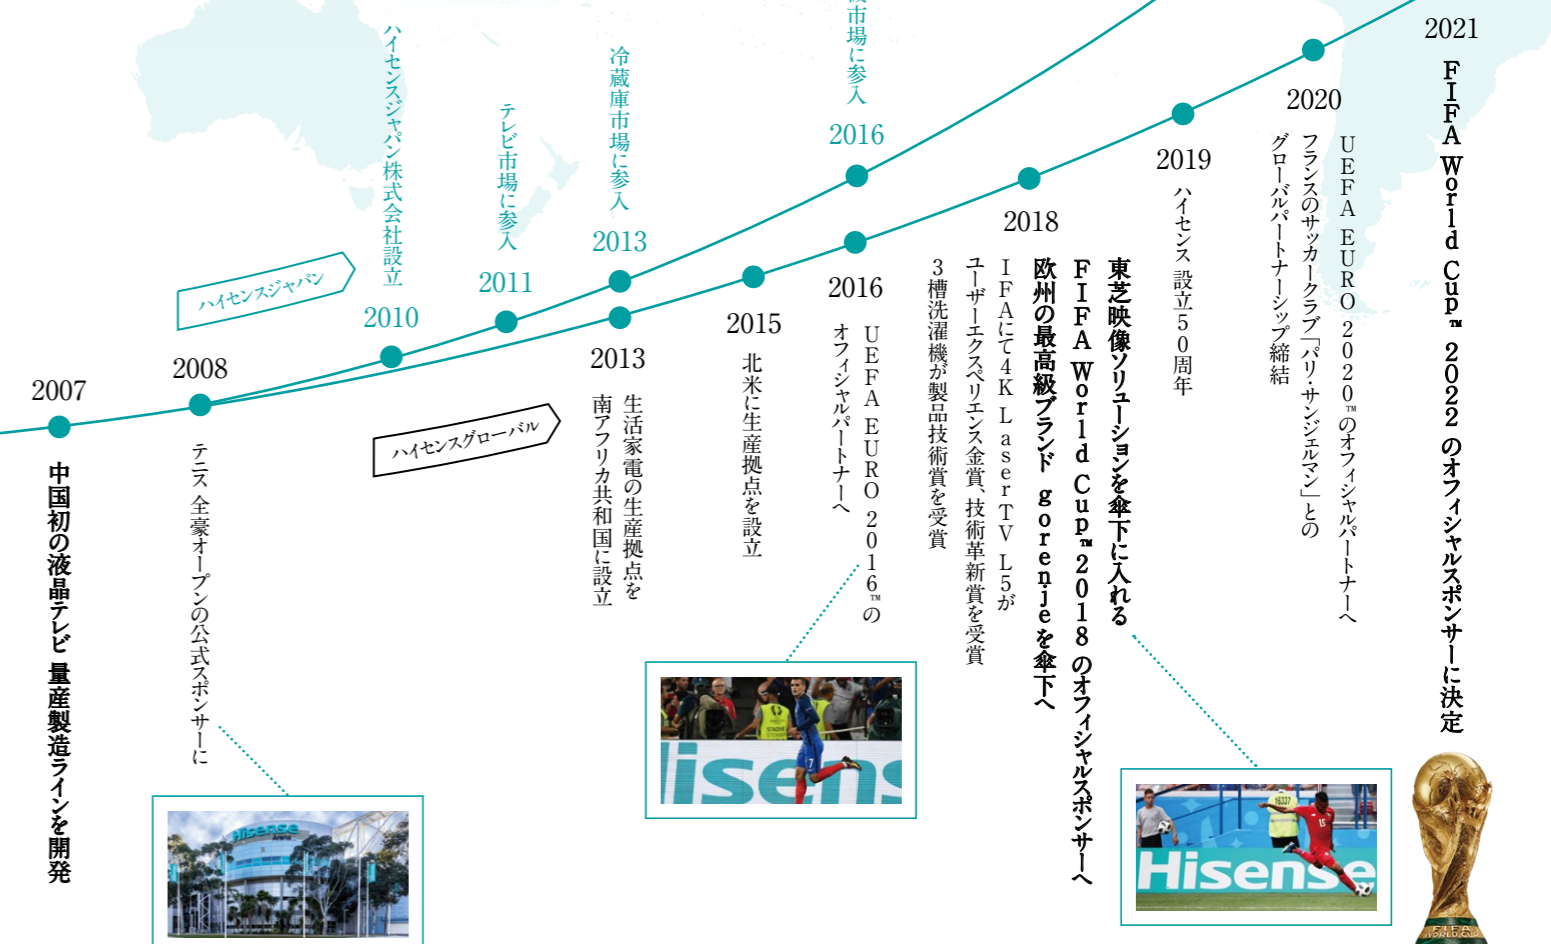 2007
中国初の液晶テレビ 量産製造ラインを開発
2008
テニス 全豪オープンの公式スポンサーに
Hisense
Arena
ハイセンスジャパン
2010
ハイセンスジャパン株式会社設立
2011
テレビ市場に参入
2013
冷蔵庫市場に参入
2016
市場に参入
ハイセンスグローバル
2013
生活家電の生産拠点を
南アフリカ共和国に設立
2015
北米に生産拠点を設立
2016
UEFA EURO 2016™の
オフィシャルパートナーへ
isens
7
2018
東芝映像ソリューションを傘下に入れる
FIFA World Cup™ 2018 のオフィシャルスポンサーへ
欧州の最高級ブランド gorenjeを傘下へ
IFAにて4K Laser TV L5が
ユーザーエクスペリエンス金賞、技術革新賞を受賞
3槽洗濯機が製品技術賞を受賞
Hisense
15
16337
2019
ハイセンス 設立50周年
2020
UEFA EURO 2020™のオフィシャルパートナーへ
フランスのサッカークラブ「パリ・サンジェルマン」との
グローバルパートナーシップ締結
2021
FIFA World Cup™ 2022 のオフィシャルスポンサーに決定
FIFA
WORLD CUP